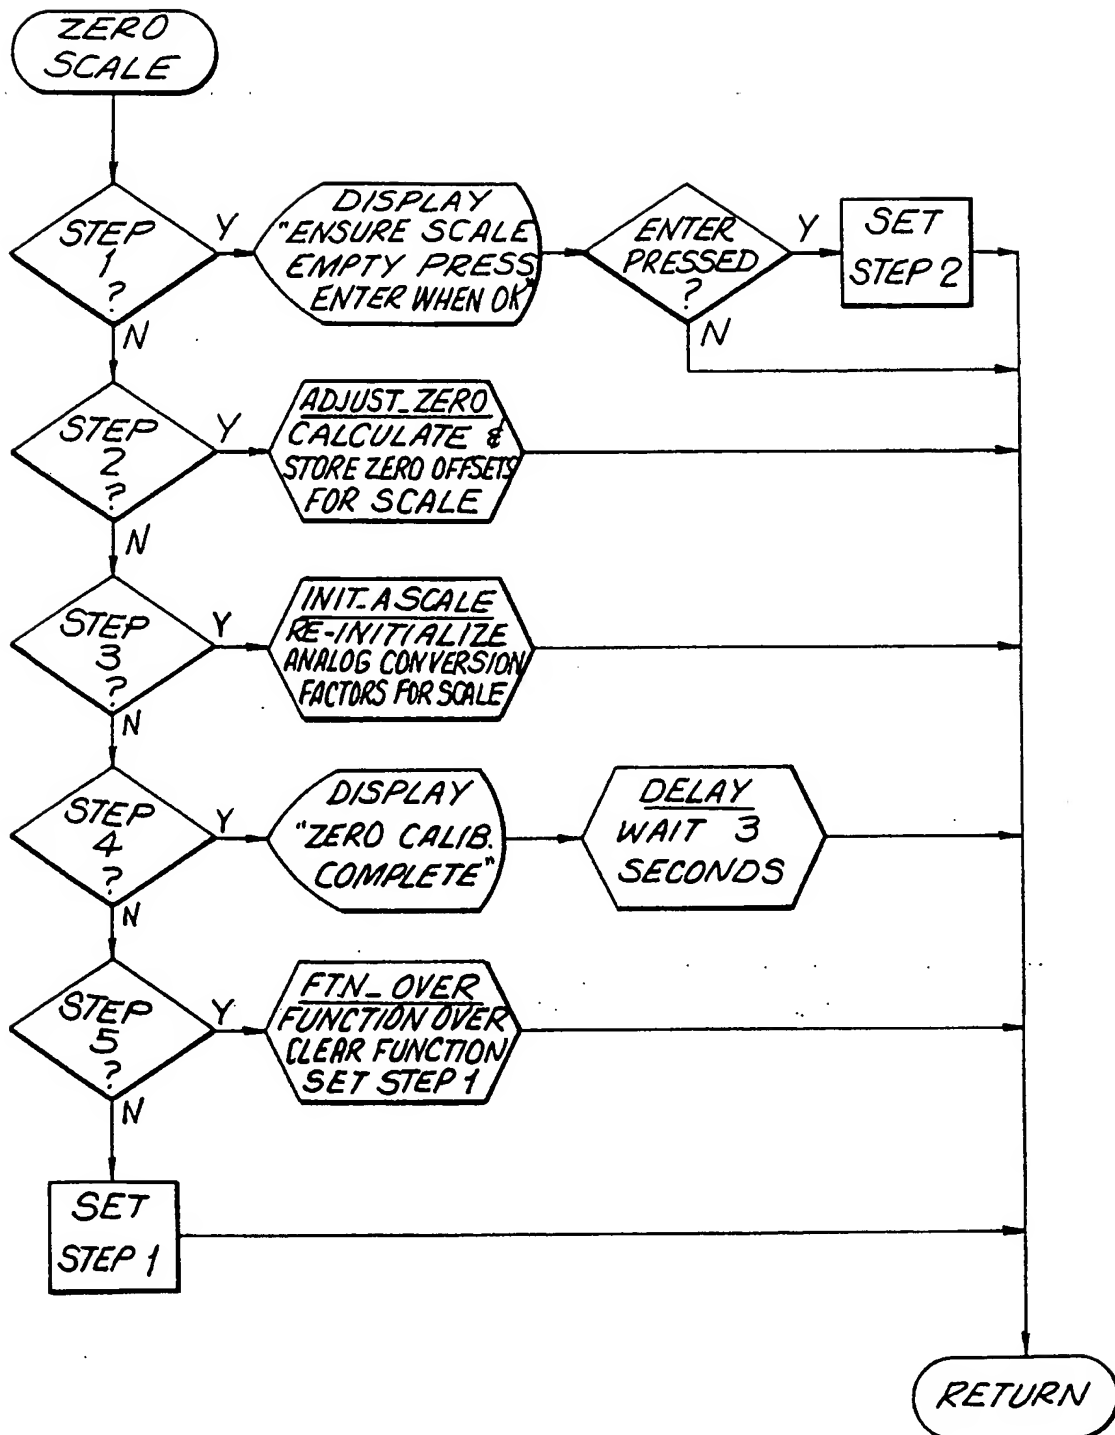 ZERO
SCALE
STEP
1
?
Y
DISPLAY
"ENSURE SCALE
EMPTY PRESS
ENTER WHEN OK"
ENTER
PRESSED
?
Y
SET
STEP 2
N
N
STEP
2
?
Y
ADJUST_ZERO
CALCULATE &
STORE ZERO OFFSETS
FOR SCALE
N
STEP
3
?
Y
INIT_ASCALE
RE-INITIALIZE
ANALOG CONVERSION
FACTORS FOR SCALE
N
STEP
4
?
Y
DISPLAY
"ZERO CALIB.
COMPLETE"
DELAY
WAIT 3
SECONDS
N
STEP
5
?
Y
FTN_OVER
FUNCTION OVER
CLEAR FUNCTION
SET STEP 1
N
SET
STEP 1
RETURN